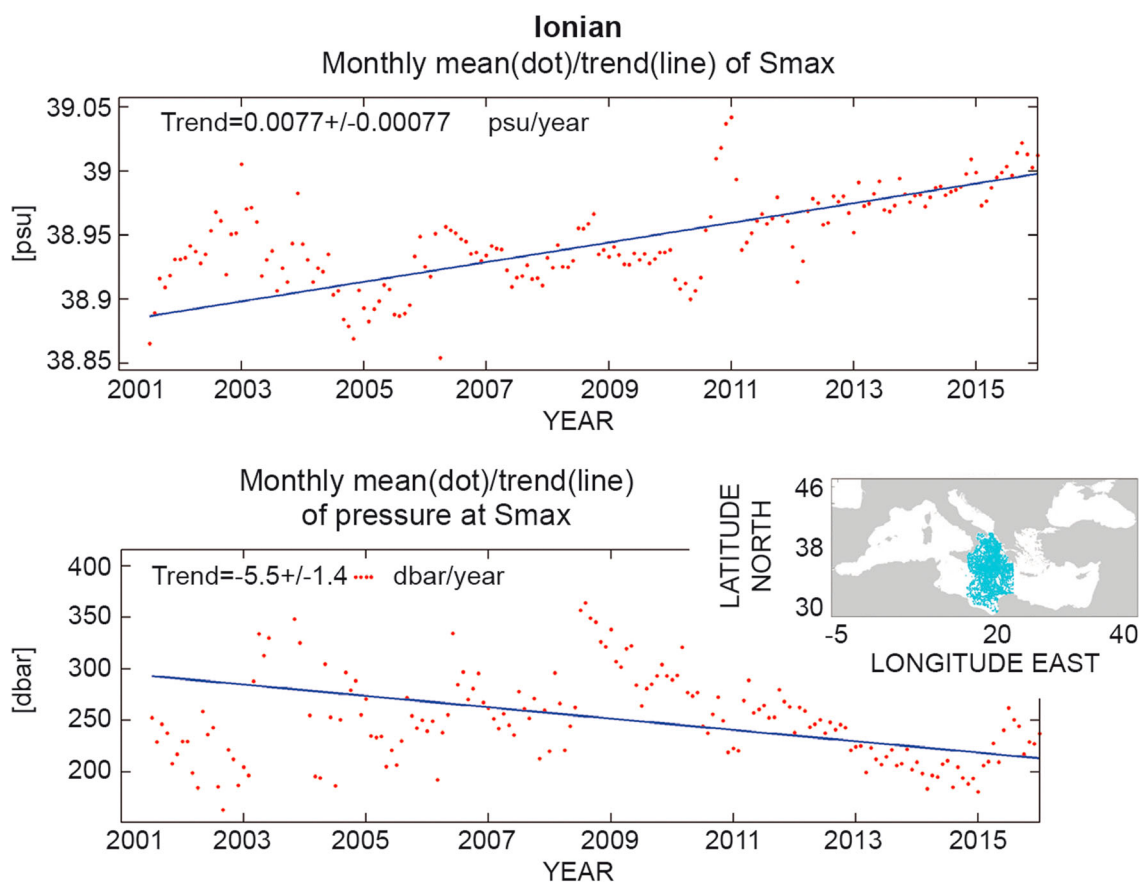 Ionian
Monthly mean(dot)/trend(line) of Smax
39.05
Trend=0.0077+/-0.00077 psu/year
39
38.95
38.9
38.85
[psu]
2001 2003 2005 2007 2009 2011 2013 2015
YEAR
Monthly mean(dot)/trend(line)
of pressure at Smax
400
Trend=-5.5+/-1.4 dbar/year
350
300
250
200
[dbar]
2001 2003 2005 2007 2009 2011 2013 2015
YEAR
LATITUDE
NORTH
46
38
30
-5 20 40
LONGITUDE EAST